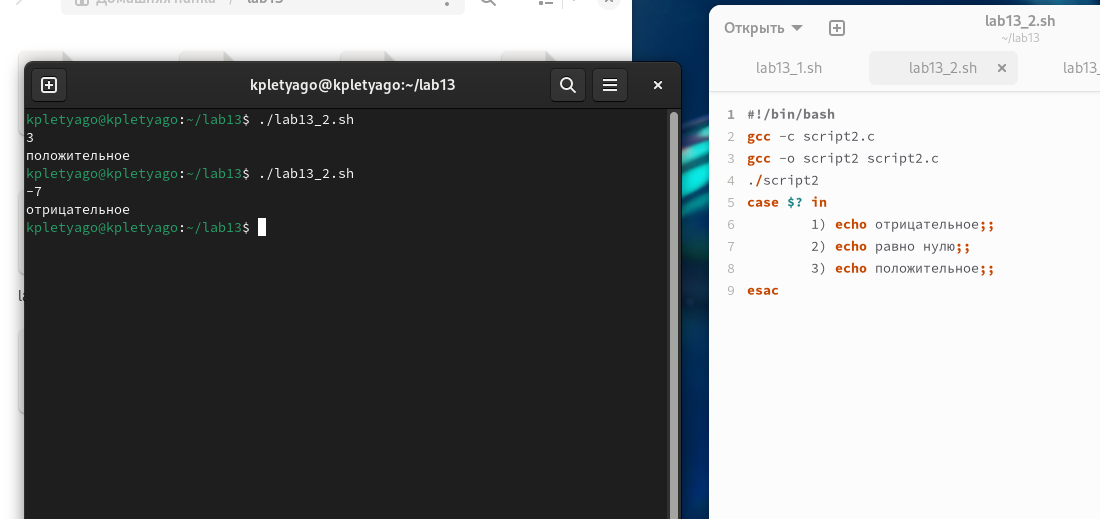 Домашняя папка / lab13
kpletyago@kpletyago:~/lab13
kpletyago@kpletyago:~/lab13$ ./lab13_2.sh
3
положительное
kpletyago@kpletyago:~/lab13$ ./lab13_2.sh
-7
отрицательное
kpletyago@kpletyago:~/lab13$
Открыть
lab13_2.sh
~/lab13
lab13_1.sh
lab13_2.sh
lab13_
1 #!/bin/bash
2 gcc -c script2.c
3 gcc -o script2 script2.c
4 ./script2
5 case $? in
6 1) echo отрицательное;;
7 2) echo равно нулю;;
8 3) echo положительное;;
9 esac